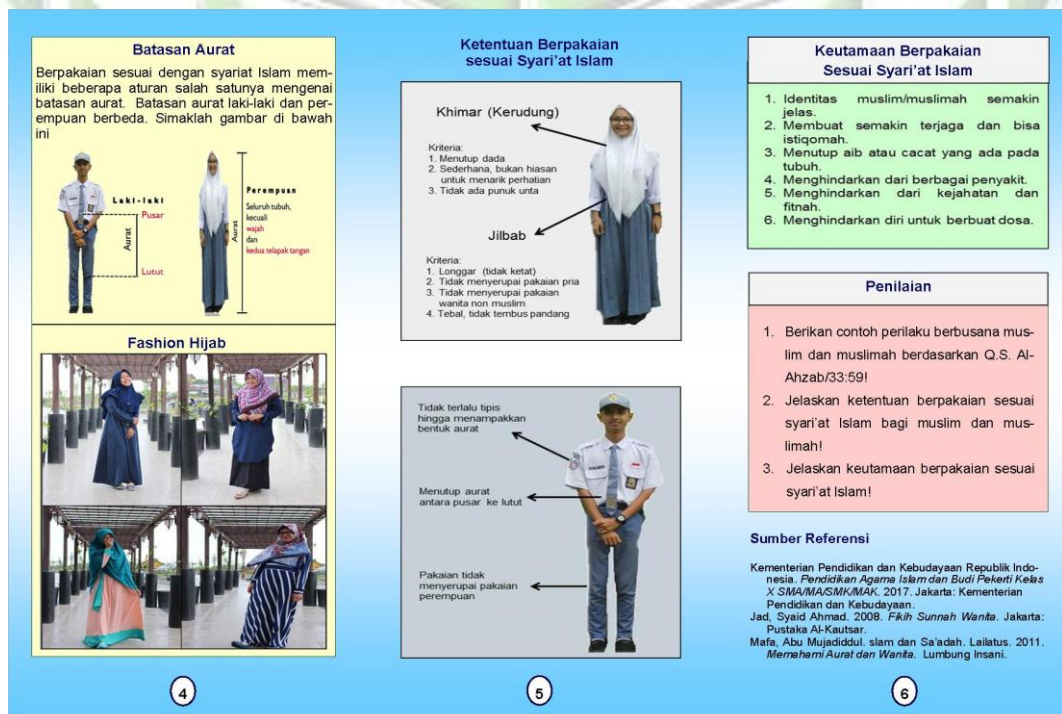 Batasan Aurat
Berpakaian sesuai dengan syariat Islam mem-
iliki beberapa aturan salah satunya mengenai
batasan aurat. Batasan aurat laki-laki dan per-
empuan berbeda. Simaklah gambar di bawah
ini
Laki-laki
Pusar
Aurat
Lutut
Aurat
Perempuan
Seluruh tubuh,
kecuali
wajah
dan
kedua telapak tangan
Fashion Hijab
4
Ketentuan Berpakaian
sesuai Syari'at Islam
Khimar (Kerudung)
Kriteria:
1. Menutup dada
2. Sederhana, bukan hiasan
untuk menarik perhatian
3. Tidak ada punuk unta
Jilbab
Kriteria:
1. Longgar (tidak ketat)
2. Tidak menyerupai pakaian pria
3. Tidak menyerupai pakaian
wanita non muslim
4. Tebal, tidak tembus pandang
Tidak terlalu tipis
hingga menampakkan
bentuk aurat
Menutup aurat
antara pusar ke lutut
Pakaian tidak
menyerupai pakaian
perempuan
5
Keutamaan Berpakaian
Sesuai Syari'at Islam
1. Identitas muslim/muslimah semakin
jelas.
2. Membuat semakin terjaga dan bisa
istiqomah.
3. Menutup aib atau cacat yang ada pada
tubuh.
4. Menghindarkan dari berbagai penyakit.
5. Menghindarkan dari kejahatan dan
fitnah.
6. Menghindarkan diri untuk berbuat dosa.
Penilaian
1. Berikan contoh perilaku berbusana mus-
lim dan muslimah berdasarkan Q.S. Al-
Ahzab/33:59!
2. Jelaskan ketentuan berpakaian sesuai
syari'at Islam bagi muslim dan mus-
limah!
3. Jelaskan keutamaan berpakaian sesuai
syari'at Islam!
Sumber Referensi
Kementerian Pendidikan dan Kebudayaan Republik Indo-
nesia. Pendidikan Agama Islam dan Budi Pekerti Kelas
X SMA/MA/SMK/MAK. 2017. Jakarta: Kementerian
Pendidikan dan Kebudayaan.
Jad, Syaid Ahmad. 2008. Fikih Sunnah Wanita. Jakarta:
Pustaka Al-Kautsar.
Mafa, Abu Mujadiddul. slam dan Sa'adah. Lailatus. 2011.
Memahami Aurat dan Wanita. Lumbung Insani.
6